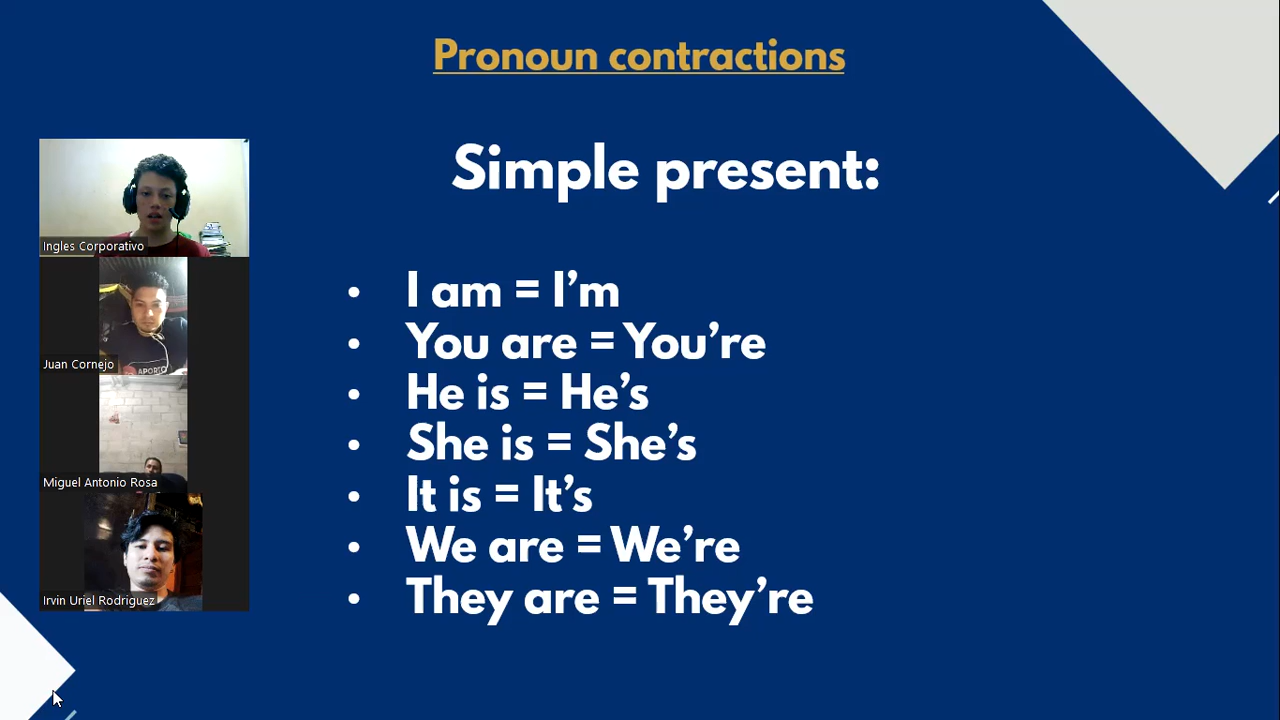 Pronoun contractions
Simple present:
Ingles Corporativo
Juan Cornejo
APORTO
Miguel Antonio Rosa
Irvin Uriel Rodriguez
• I am = I’m
• You are = You’re
• He is = He’s
• She is = She’s
• It is = It’s
• We are = We’re
• They are = They’re